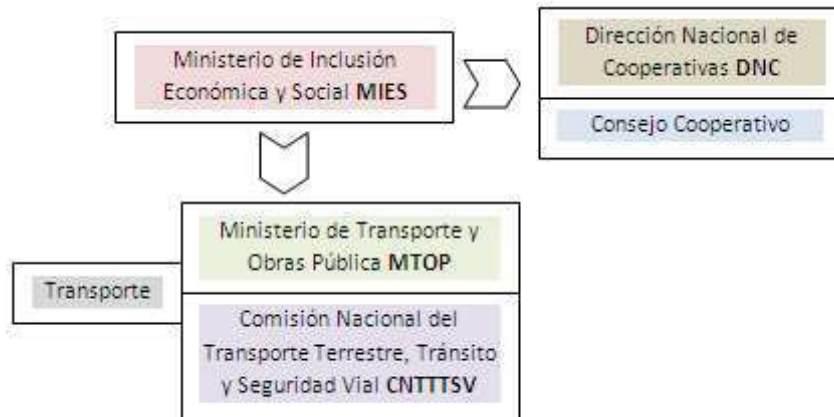 Ministerio de Inclusión
Económica y Social MIES
Dirección Nacional de
Cooperativas DNC
Consejo Cooperativo
Ministerio de Transporte y
Obras Pública MTOP
Transporte
Comisión Nacional del
Transporte Terrestre, Tránsito
y Seguridad Vial CNTTTSV